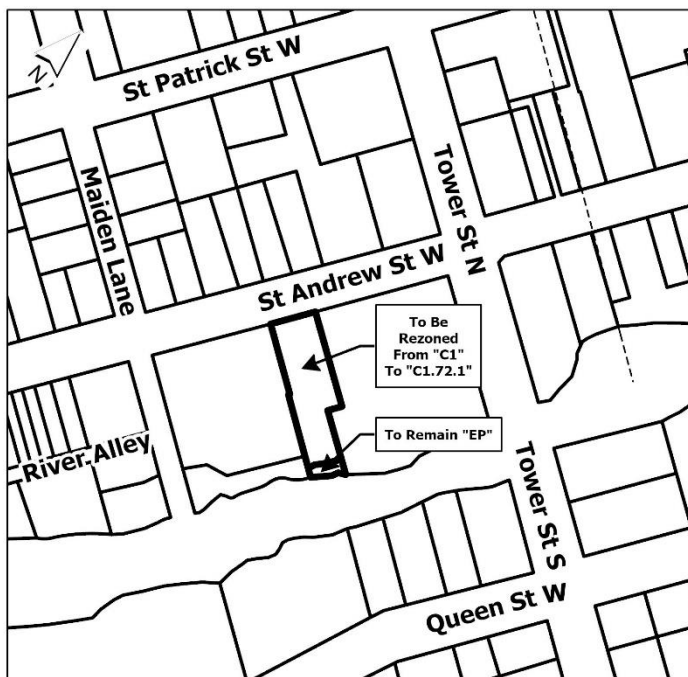 N
St Patrick St W
Maiden Lane
Tower St N
St Andrew St W
To Be
Rezoned
From "C1"
To "C1.72.1"
To Remain "EP"
River Alley
Tower St S
Queen St W